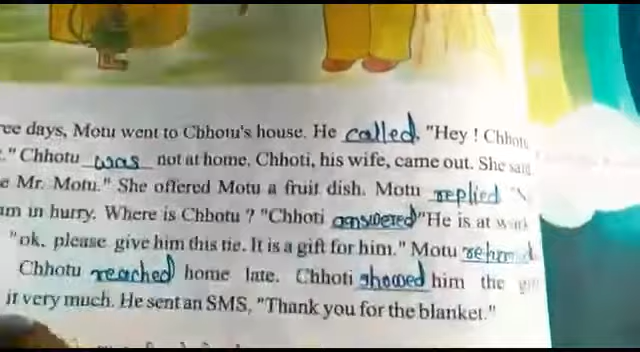 ee days, Motu went to Chhotu's house. He called. "Hey ! Chhotu
." Chhotu was not at home, Chhoti, his wife, came out. She said
e Mr. Motu." She offered Motu a fruit dish. Motu replied
am in hurry. Where is Chhotu ? "Chhoti answered "He is at work
"ok. please give him this tie. It is a gift for him." Motu
Chhotu reached home late. Chhoti showed him the
it very much. He sent an SMS, "Thank you for the blanket."